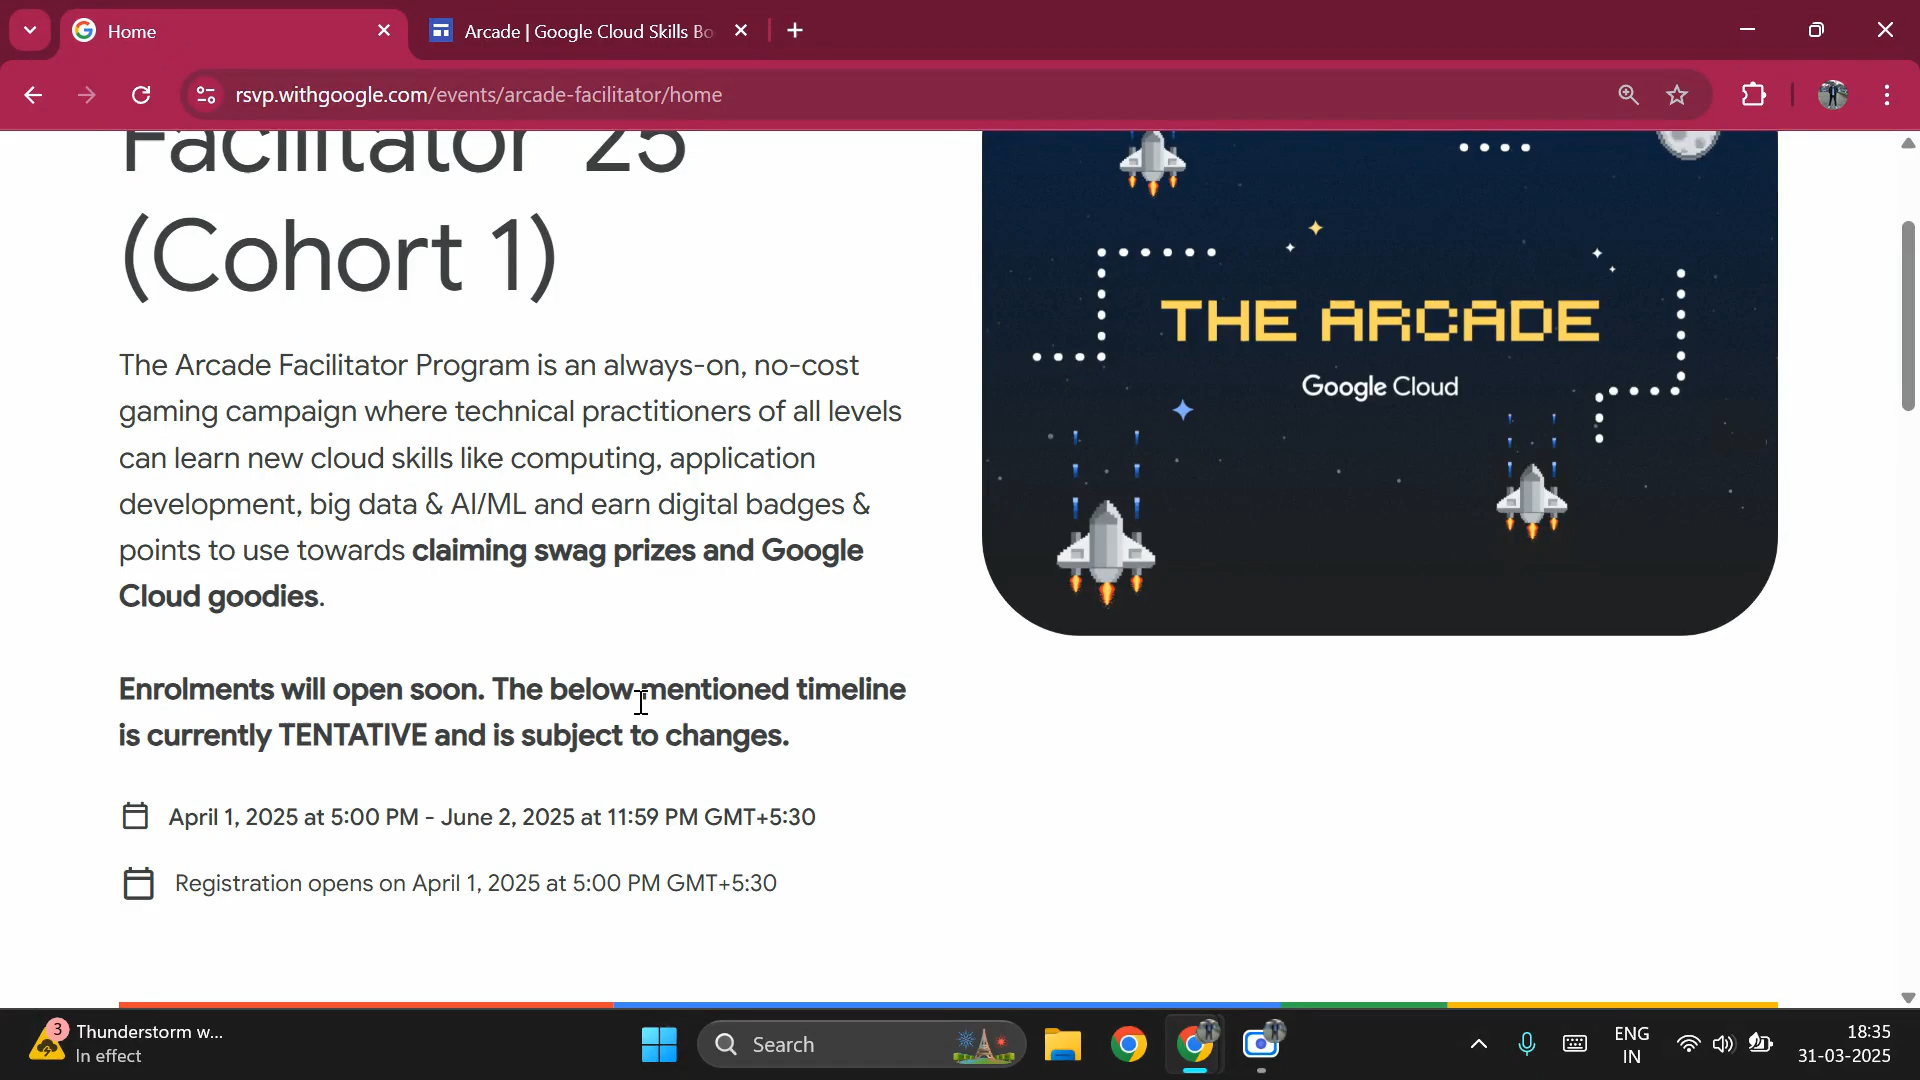 Home
Arcade | Google Cloud Skills Bo
rsvp.withgoogle.com/events/arcade-facilitator/home
Facilitator '25
(Cohort 1)
The Arcade Facilitator Program is an always-on, no-cost
gaming campaign where technical practitioners of all levels
can learn new cloud skills like computing, application
development, big data & AI/ML and earn digital badges &
points to use towards claiming swag prizes and Google
Cloud goodies.
Enrolments will open soon. The below mentioned timeline
is currently TENTATIVE and is subject to changes.
April 1, 2025 at 5:00 PM - June 2, 2025 at 11:59 PM GMT+5:30
Registration opens on April 1, 2025 at 5:00 PM GMT+5:30
THE ARCADE
Google Cloud
3
Thunderstorm w...
In effect
Search
ENG
IN
18:35
31-03-2025